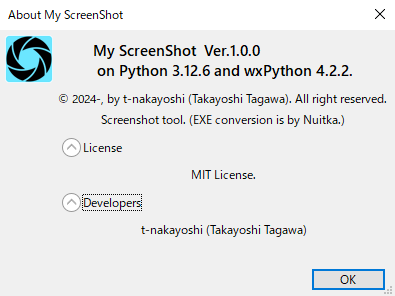 About My ScreenShot
My ScreenShot  Ver.1.0.0
on Python 3.12.6 and wxPython 4.2.2.
© 2024-, by t-nakayoshi (Takayoshi Tagawa). All right reserved.
Screenshot tool. (EXE conversion is by Nuitka.)
License
MIT License.
Developers
t-nakayoshi (Takayoshi Tagawa)
OK